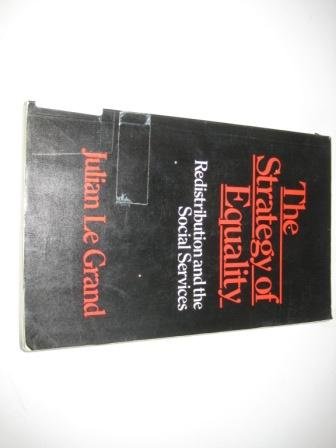 The
Strategy of
Equality
Redistribution and the
Social Services
Julian Le Grand